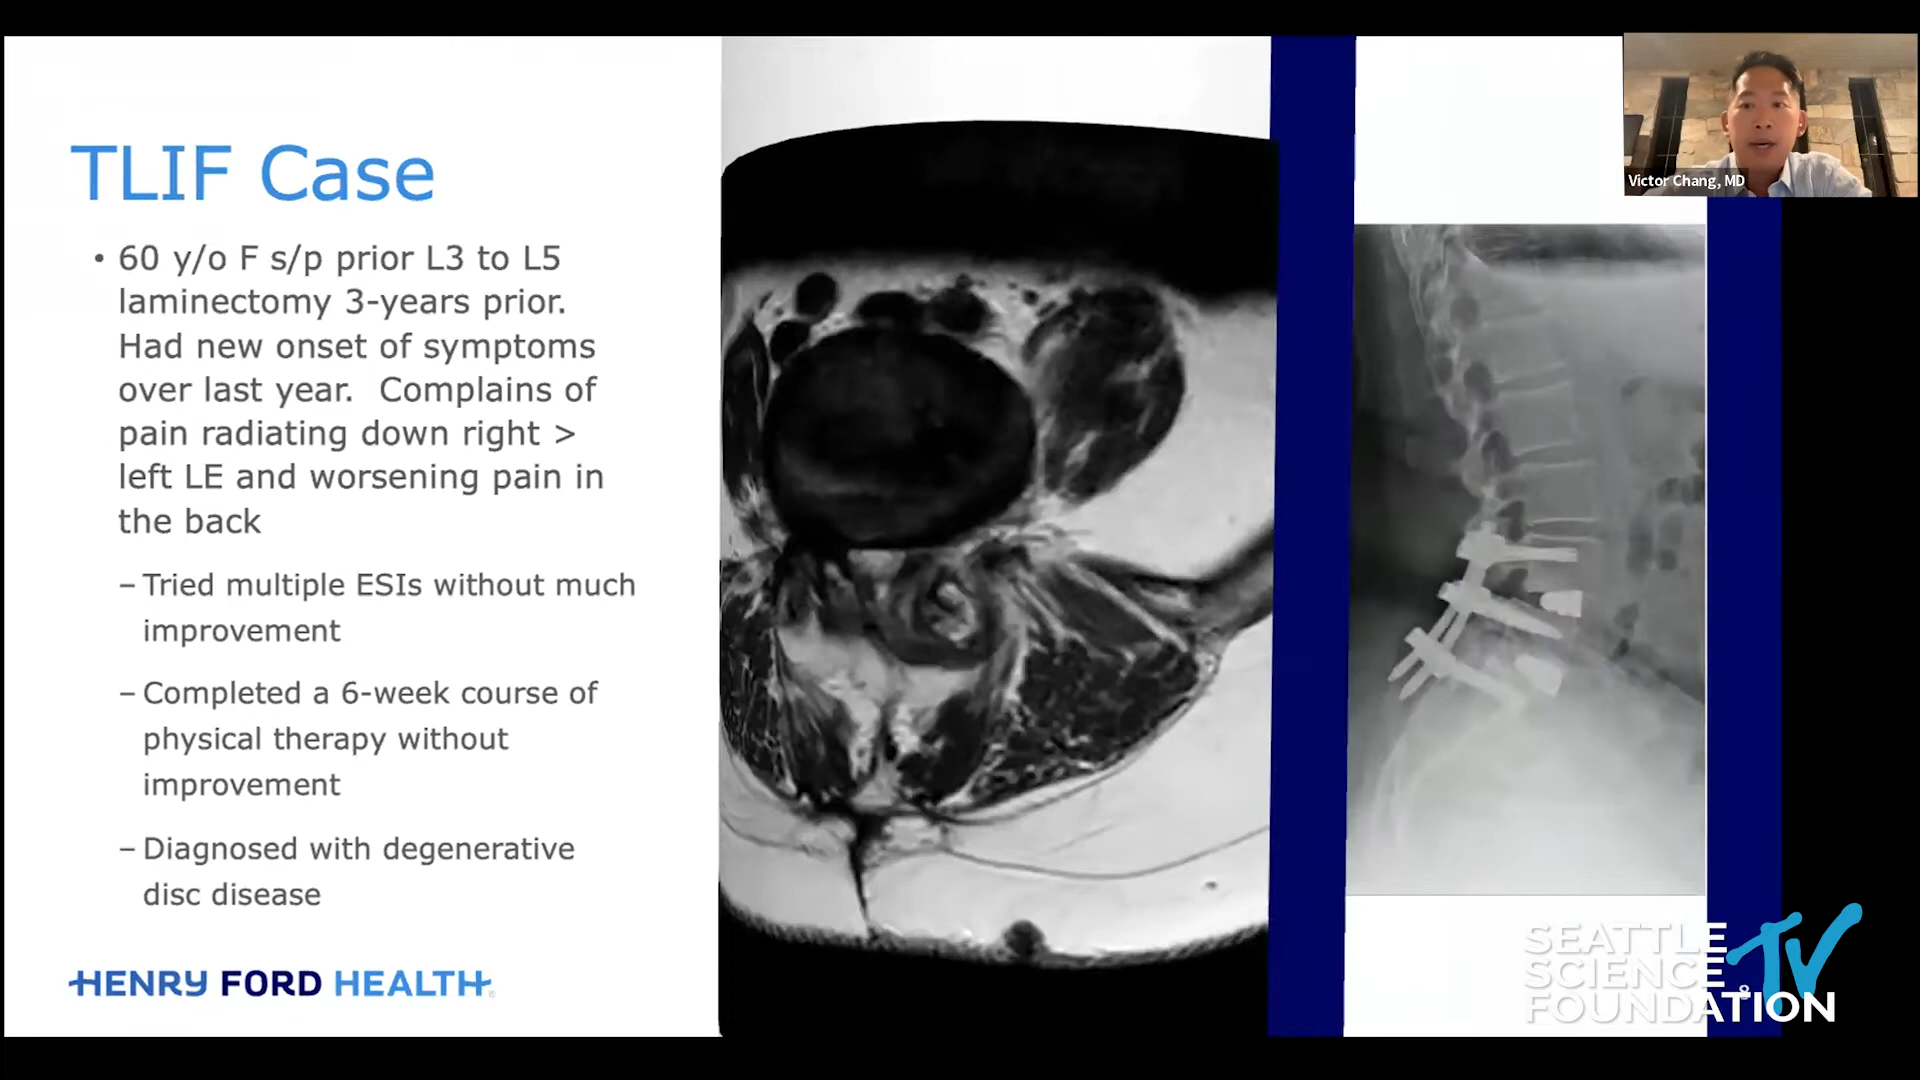 TLIF Case
• 60 y/o F s/p prior L3 to L5
laminectomy 3-years prior.
Had new onset of symptoms
over last year.  Complains of
pain radiating down right >
left LE and worsening pain in
the back
– Tried multiple ESIs without much
improvement
– Completed a 6-week course of
physical therapy without
improvement
– Diagnosed with degenerative
disc disease
HENRY FORD HEALTH
Victor Chang, MD
SEATTLE
SCIENCE
FOUNDATION
TV